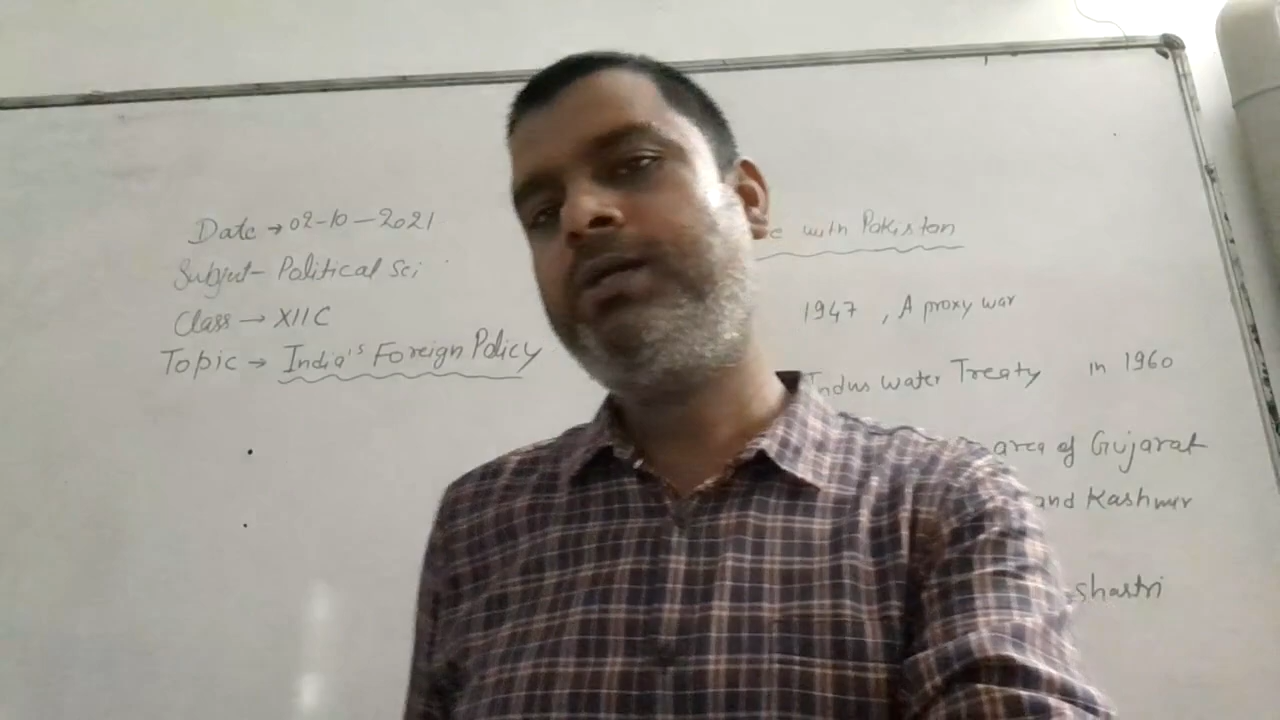 Date → 02-10-2021
Subject- Political Sci
Class → XII C
Topic → India's Foreign Policy
with Pakistan
1947 , A proxy war
Indus water Treaty in 1960
area of Gujarat
and Kashmir
shastri